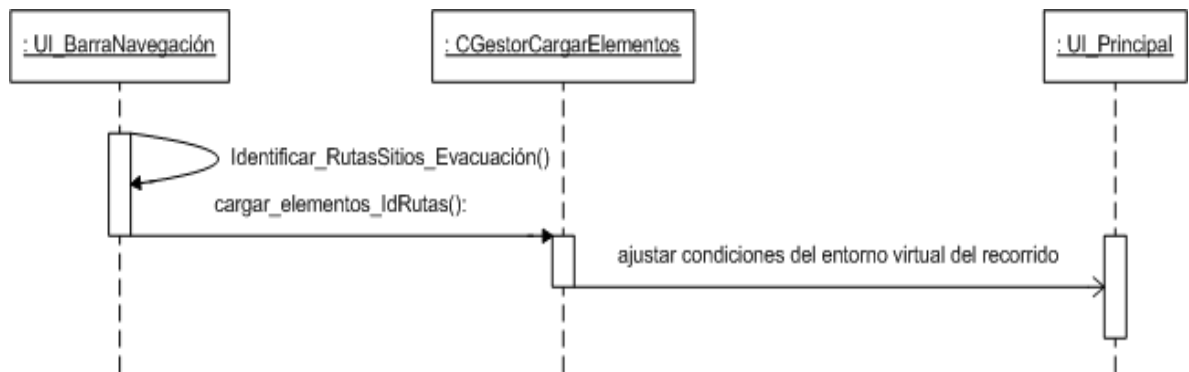 : UI_BarraNavegación
: CGestorCargarElementos
: UI_Principal
Identificar_RutasSitios_Evacuación()
cargar_elementos_IdRutas():
ajustar condiciones del entorno virtual del recorrido